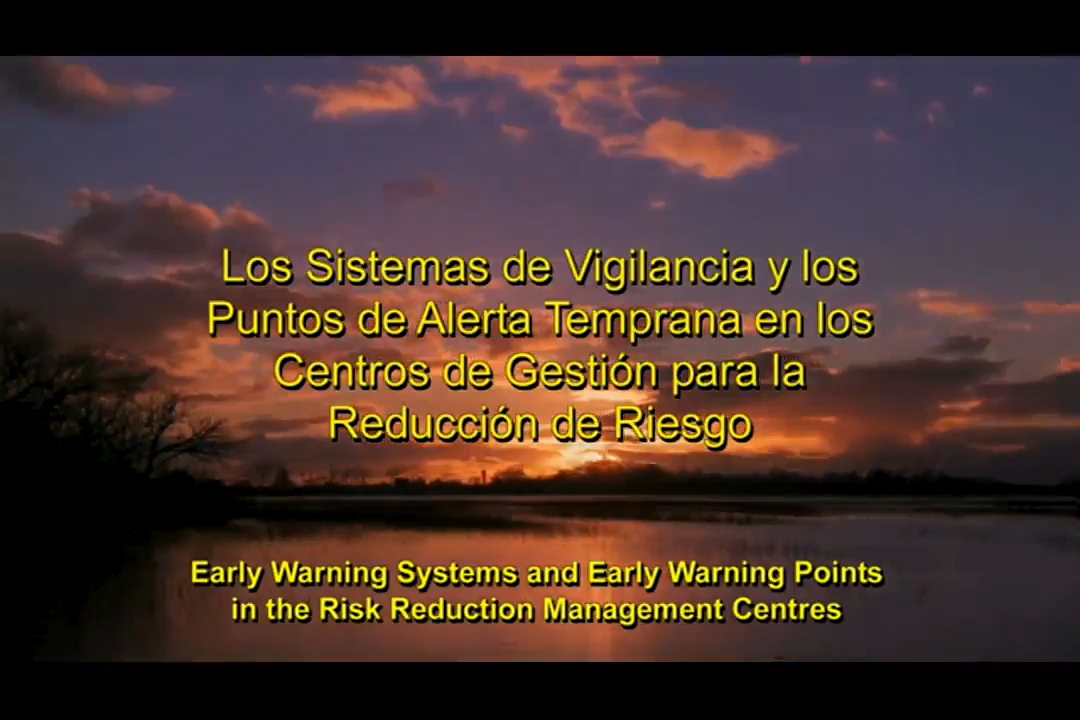 Los Sistemas de Vigilancia y los
Puntos de Alerta Temprana en los
Centros de Gestión para la
Reducción de Riesgo
Early Warning Systems and Early Warning Points
in the Risk Reduction Management Centres